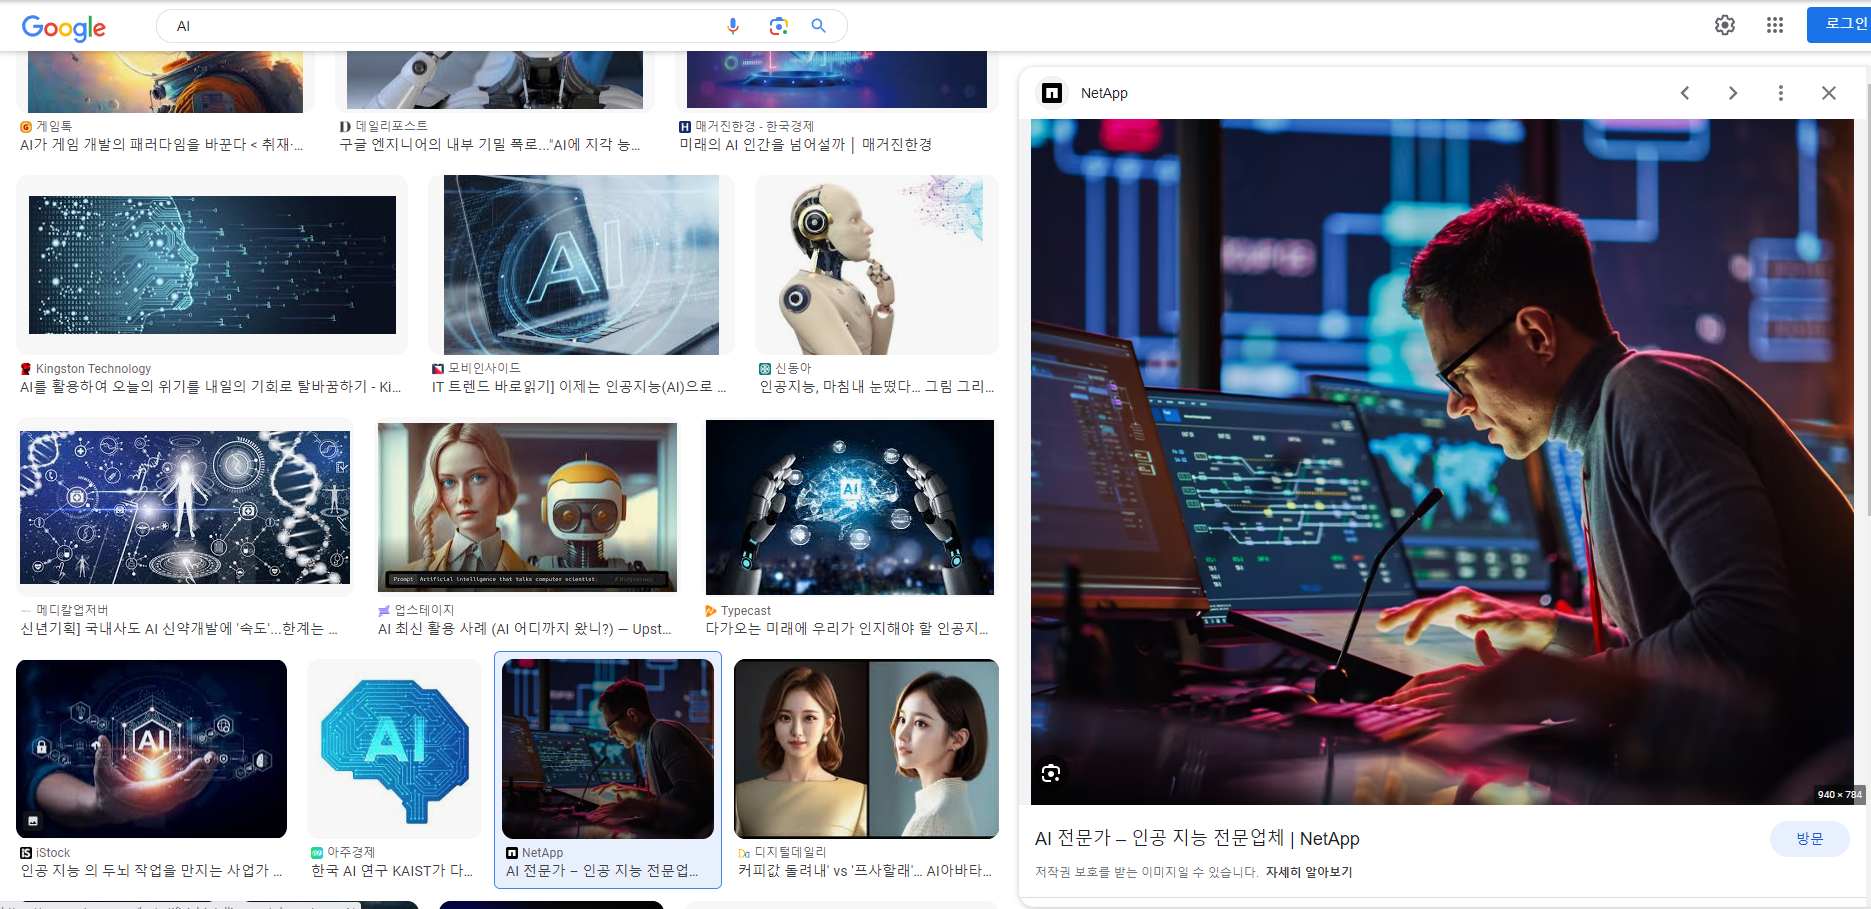 Google
AI
로그인
게임톡
AI가 게임 개발의 패러다임을 바꾼다 < 취재·...
데일리포스트
구글 엔지니어의 내부 기밀 폭로..."AI에 지각 능...
매거진한경 - 한국경제
미래의 AI 인간을 넘어설까 | 매거진한경
Kingston Technology
AI를 활용하여 오늘의 위기를 내일의 기회로 탈바꿈하기 - Ki...
AI
모비인사이드
IT 트렌드 바로읽기] 이제는 인공지능(AI)으로 ...
신동아
인공지능, 마침내 눈떴다... 그림 그리...
메디칼업저버
신년기획] 국내사도 AI 신약개발에 '속도'...한계는 ...
Prompt Artificial intelligence that talks computer scientist
업스테이지
AI 최신 활용 사례 (AI 어디까지 왔니?) — Upst...
AI
Typecast
다가오는 미래에 우리가 인지해야 할 인공지...
AI
iStock
인공 지능 의 두뇌 작업을 만지는 사업가 ...
AI
아주경제
한국 AI 연구 KAIST가 다...
NetApp
AI 전문가 – 인공 지능 전문업...
디지털데일리
커피값 돌려내' vs '프사할래'... AI아바타...
NetApp
940 × 784
AI 전문가 – 인공 지능 전문업체 | NetApp
방문
저작권 보호를 받는 이미지일 수 있습니다. 자세히 알아보기